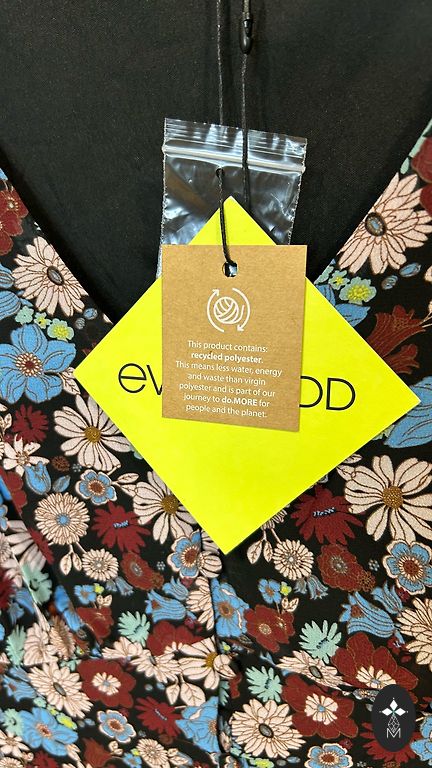 This product contains:
recycled polyester.
This means less water, energy
and waste than virgin
polyester and is part of our
journey to do.MORE for
people and the planet.
M